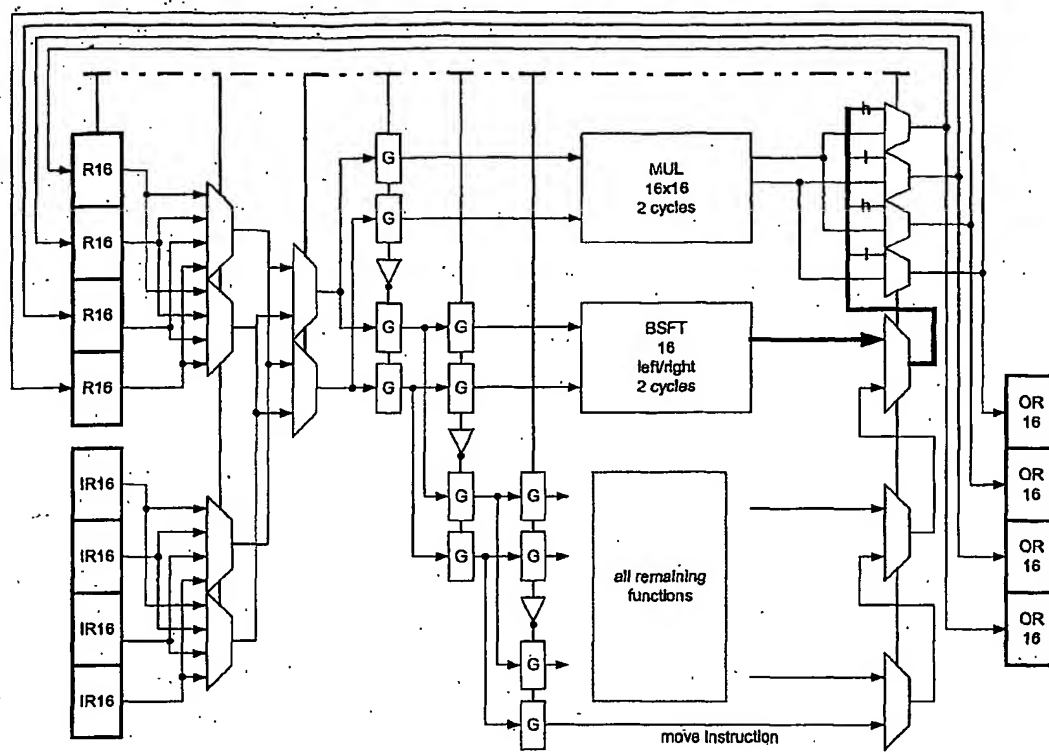 h
R16
G
MUL
16x16
2 cycles
l
R16
G
h
l
R16
G
G
BSFT
16
left/right
2 cycles
R16
G
G
OR
16
IR16
G
G
OR
16
IR16
G
G
all remaining
functions
OR
16
IR16
G
OR
16
IR16
G
move instruction